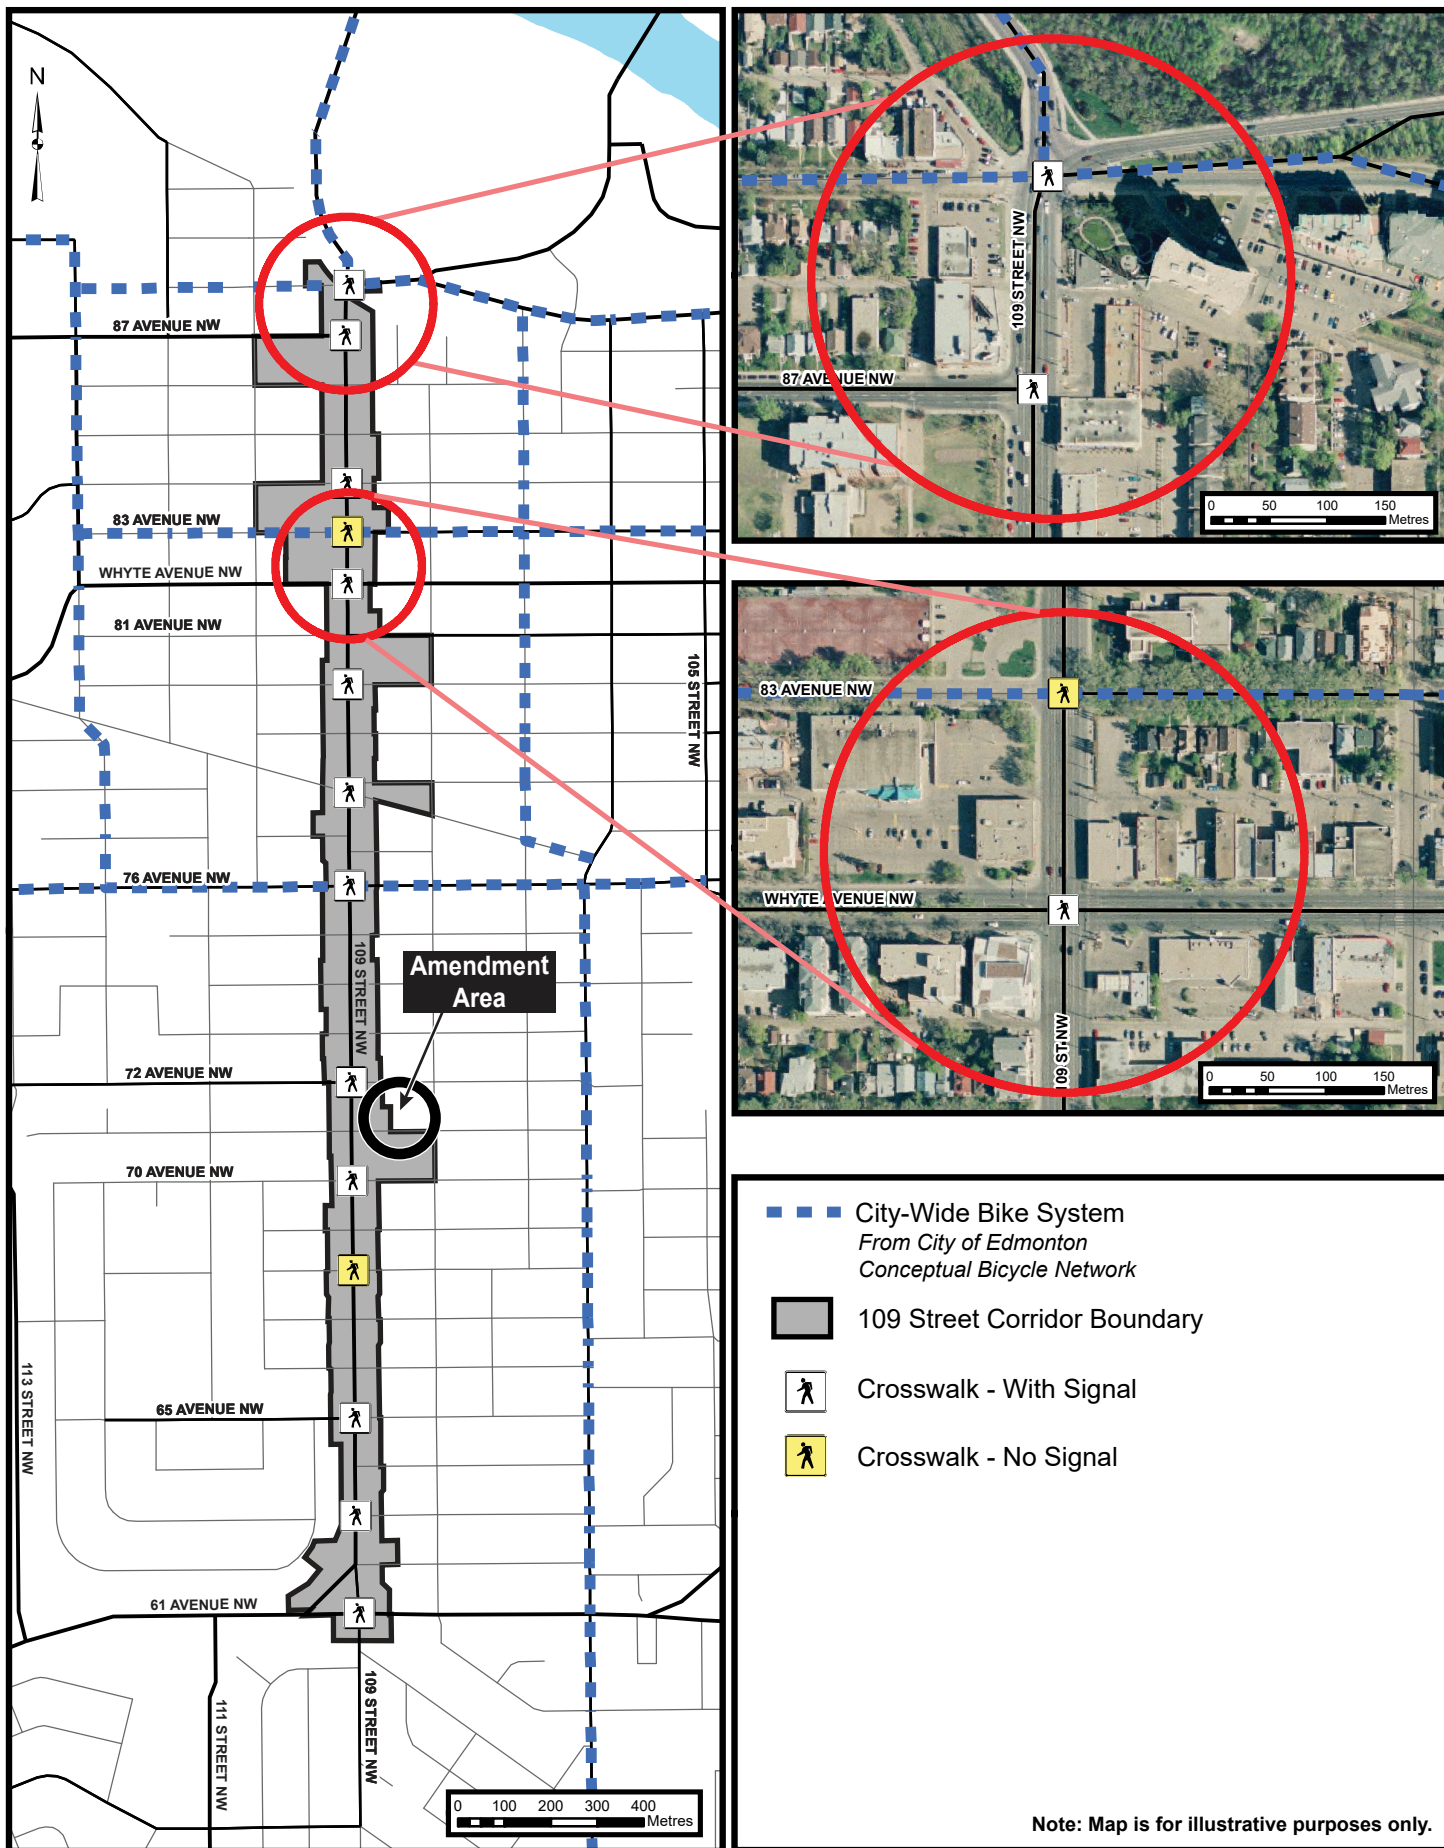 N
87 AVENUE NW
83 AVENUE NW
WHYTE AVENUE NW
81 AVENUE NW
105 STREET NW
76 AVENUE NW
109 STREET NW
Amendment
Area
72 AVENUE NW
70 AVENUE NW
113 STREET NW
65 AVENUE NW
61 AVENUE NW
111 STREET NW
109 STREET NW
0 100 200 300 400
Metres
109 STREET NW
87 AVENUE NW
0 50 100 150
Metres
83 AVENUE NW
WHYTE AVENUE NW
109 ST NW
0 50 100 150
Metres
City-Wide Bike System
From City of Edmonton
Conceptual Bicycle Network
109 Street Corridor Boundary
Crosswalk - With Signal
Crosswalk - No Signal
Note: Map is for illustrative purposes only.